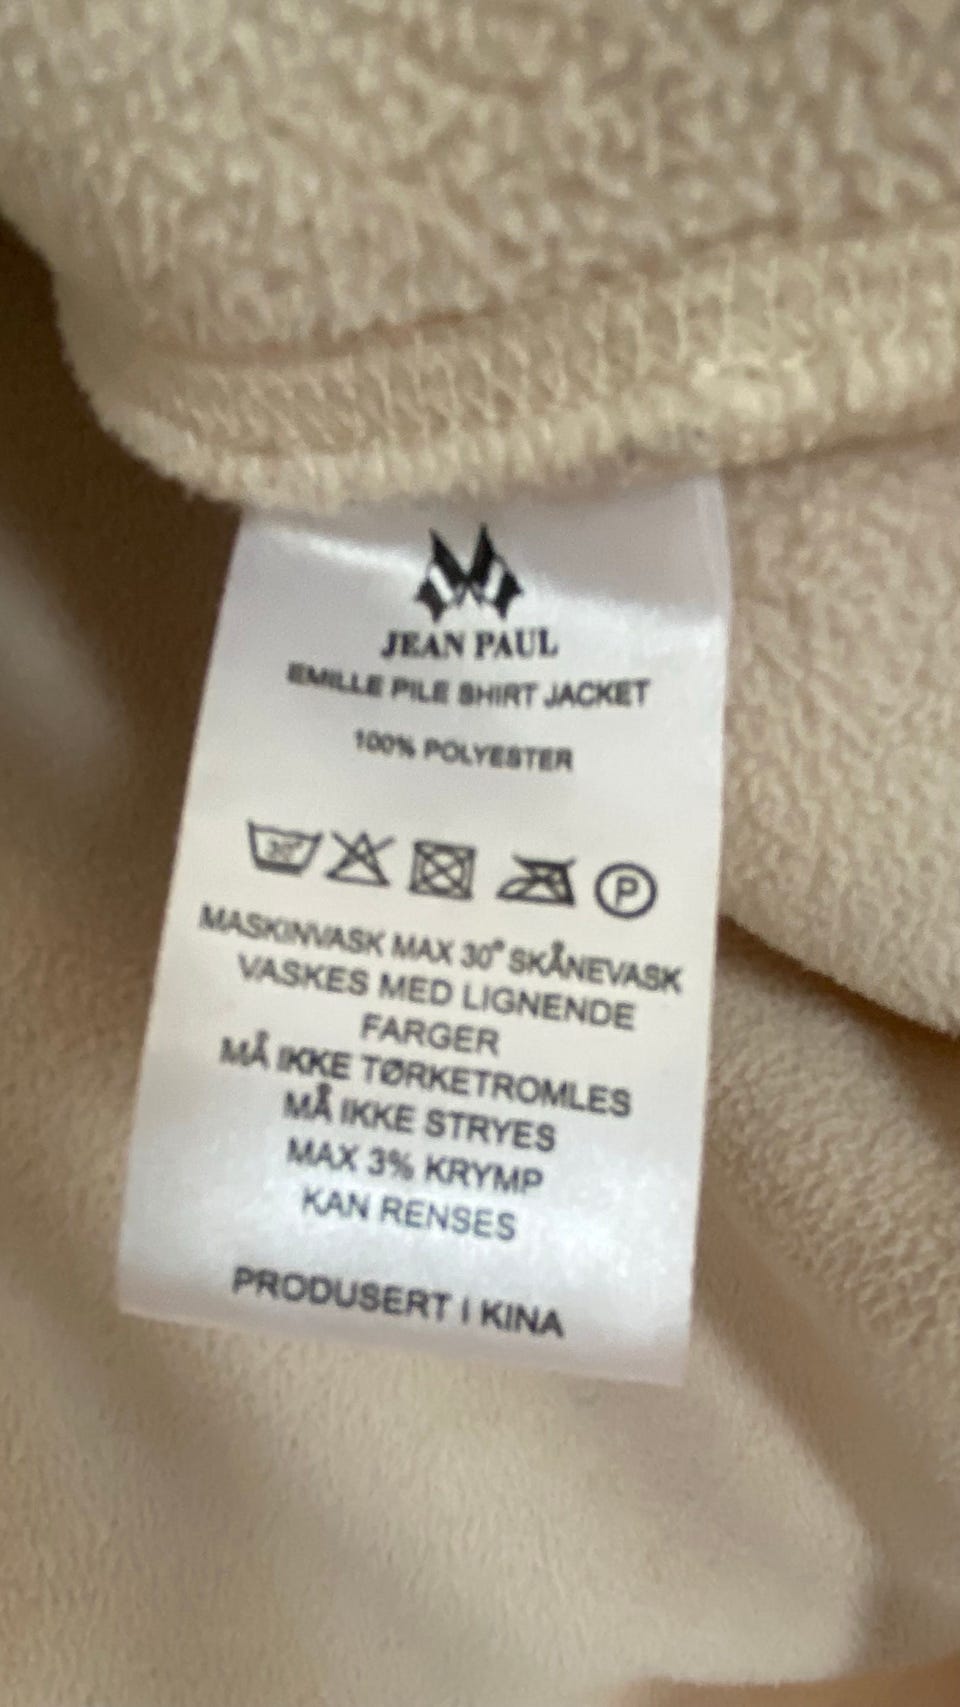 JEAN PAUL
EMILLE PILE SHIRT JACKET
100% POLYESTER
30° P
MASKINVASK MAX 30° SKÅNEVASK
VASKES MED LIGNENDE
FARGER
MÅ IKKE TØRKETROMLES
MÅ IKKE STRYES
MAX 3% KRYMP
KAN RENSES
PRODUSERT I KINA